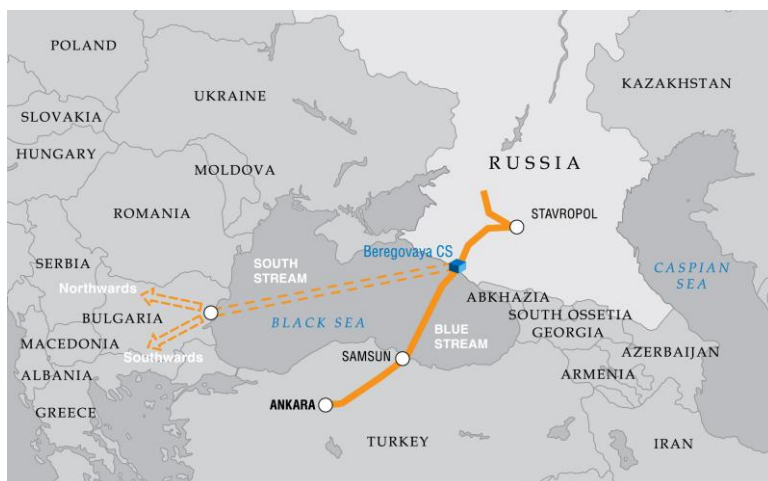 POLAND
KAZAKHSTAN
UKRAINE
SLOVAKIA
HUNGARY
MOLDOVA
RUSSIA
ROMANIA
STAVROPOL
Beregovaya CS
SERBIA
SOUTH
STREAM
CASPIAN
SEA
Northwards
ABKHAZIA
BULGARIA
BLACK SEA
SOUTH OSSETIA
GEORGIA
BLUE
STREAM
MACEDONIA
Southwards
SAMSUN
AZERBAIJAN
ALBANIA
ARMENIA
ANKARA
GREECE
TURKEY
IRAN